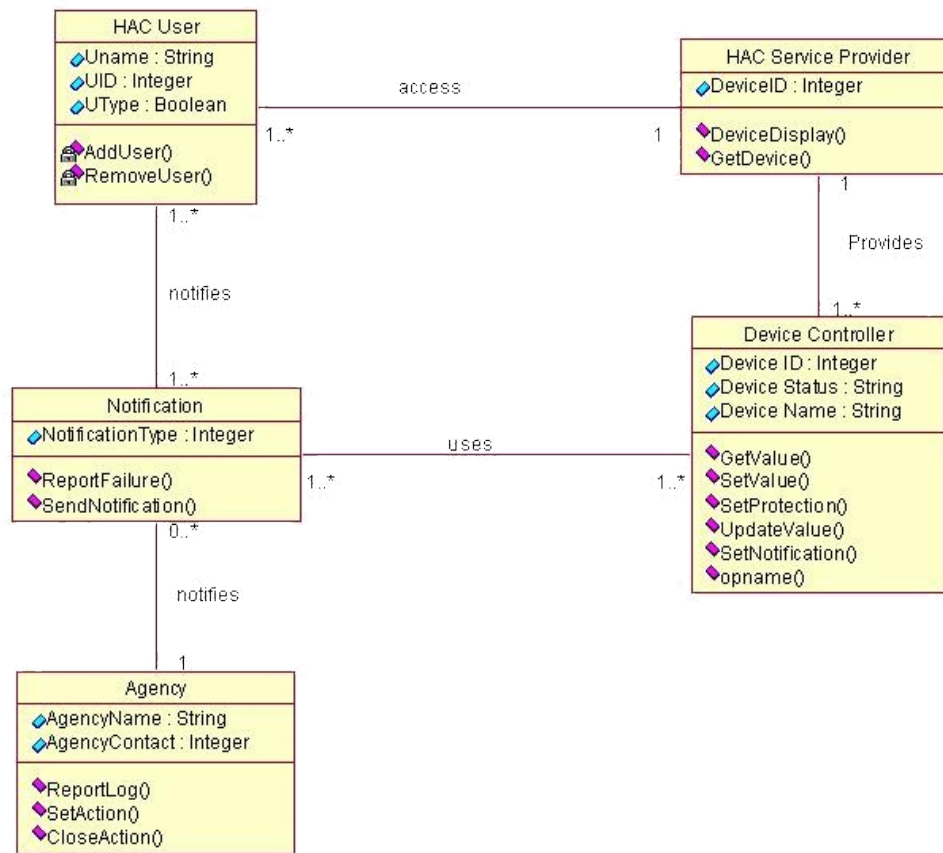 HAC User
Uname : String
UID : Integer
UType : Boolean
AddUser()
RemoveUser()
access
1..*
1
HAC Service Provider
DeviceID : Integer
DeviceDisplay()
GetDevice()
1..*
notifies
1..*
1
Provides
1..*
Notification
NotificationType : Integer
ReportFailure()
SendNotification()
uses
1..*
1..*
Device Controller
Device ID : Integer
Device Status : String
Device Name : String
GetValue()
SetValue()
SetProtection()
UpdateValue()
SetNotification()
opname()
0..*
notifies
1
Agency
AgencyName : String
AgencyContact : Integer
ReportLog()
SetAction()
CloseAction()